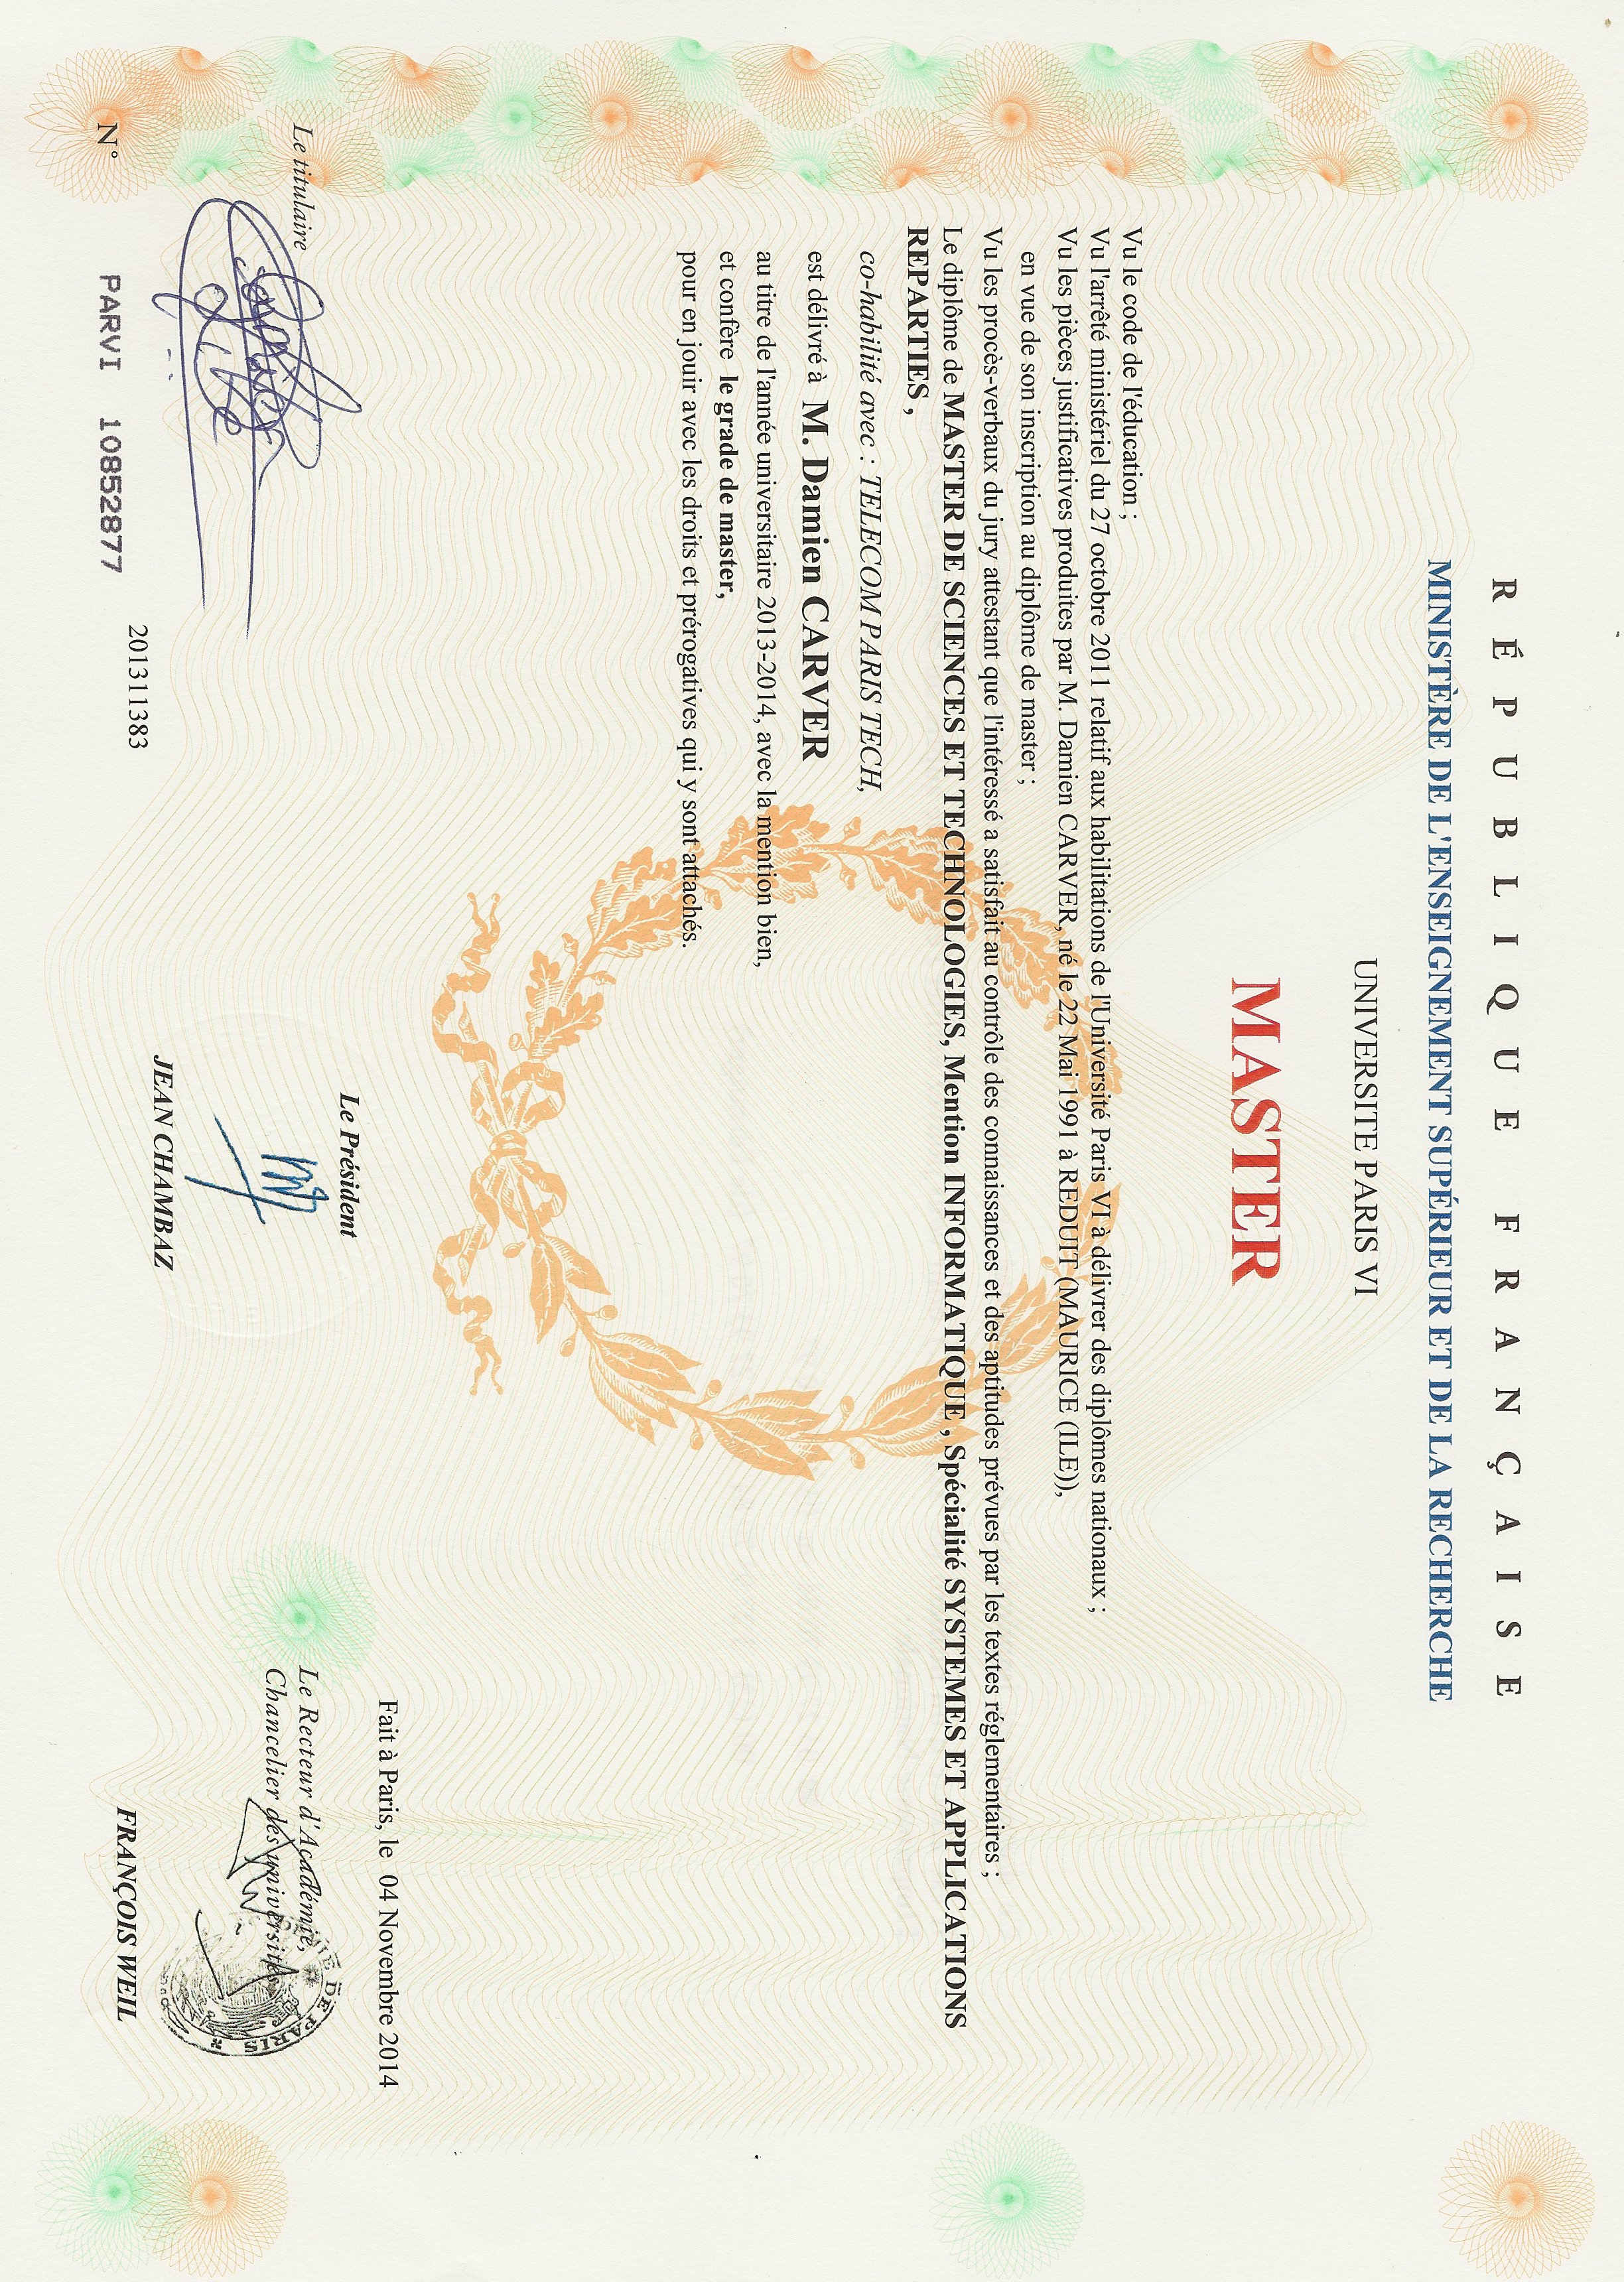 RÉPUBLIQUE FRANÇAISE
MINISTÈRE DE L'ENSEIGNEMENT SUPÉRIEUR ET DE LA RECHERCHE
UNIVERSITE PARIS VI
MASTER
Vu le code de l'éducation ;
Vu l'arrêté ministériel du 27 octobre 2011 relatif aux habilitations de l'Université Paris VI à délivrer des diplômes nationaux ;
Vu les pièces justificatives produites par M. Damien CARVER, né le 22 Mai 1991 à REDUIT (MAURICE (ILE)),
en vue de son inscription au diplôme de master ;
Vu les procès-verbaux du jury attestant que l'intéressé a satisfait au contrôle des connaissances et des aptitudes prévues par les textes réglementaires ;
Le diplôme de MASTER DE SCIENCES ET TECHNOLOGIES, Mention INFORMATIQUE , Spécialité SYSTEMES ET APPLICATIONS
REPARTIES ,
co-habilité avec : TELECOM PARIS TECH,
est délivré à M. Damien CARVER
au titre de l'année universitaire 2013-2014, avec la mention bien,
et confère le grade de master,
pour en jouir avec les droits et prérogatives qui y sont attachés.
Fait à Paris, le 04 Novembre 2014
Le titulaire
Le Président
Le Recteur d'Académie,
Chancelier des universités
JEAN CHAMBAZ
FRANÇOIS WEIL
DE PARIS
N° PARVI 10852877
201311383